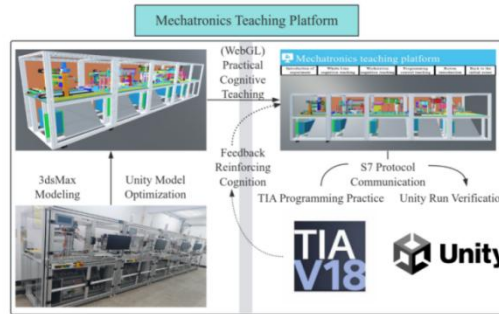 Mechatronics Teaching Platform
(WebGL)
Practical
Cognitive
Teaching
Mechatronics teaching platform
3dsMax
Modeling
Unity Model
Optimization
Feedback
Reinforcing
Cognition
S7 Protocol
Communication
TIA Programming Practice
Unity Run Verification
TIA
V18
Unity